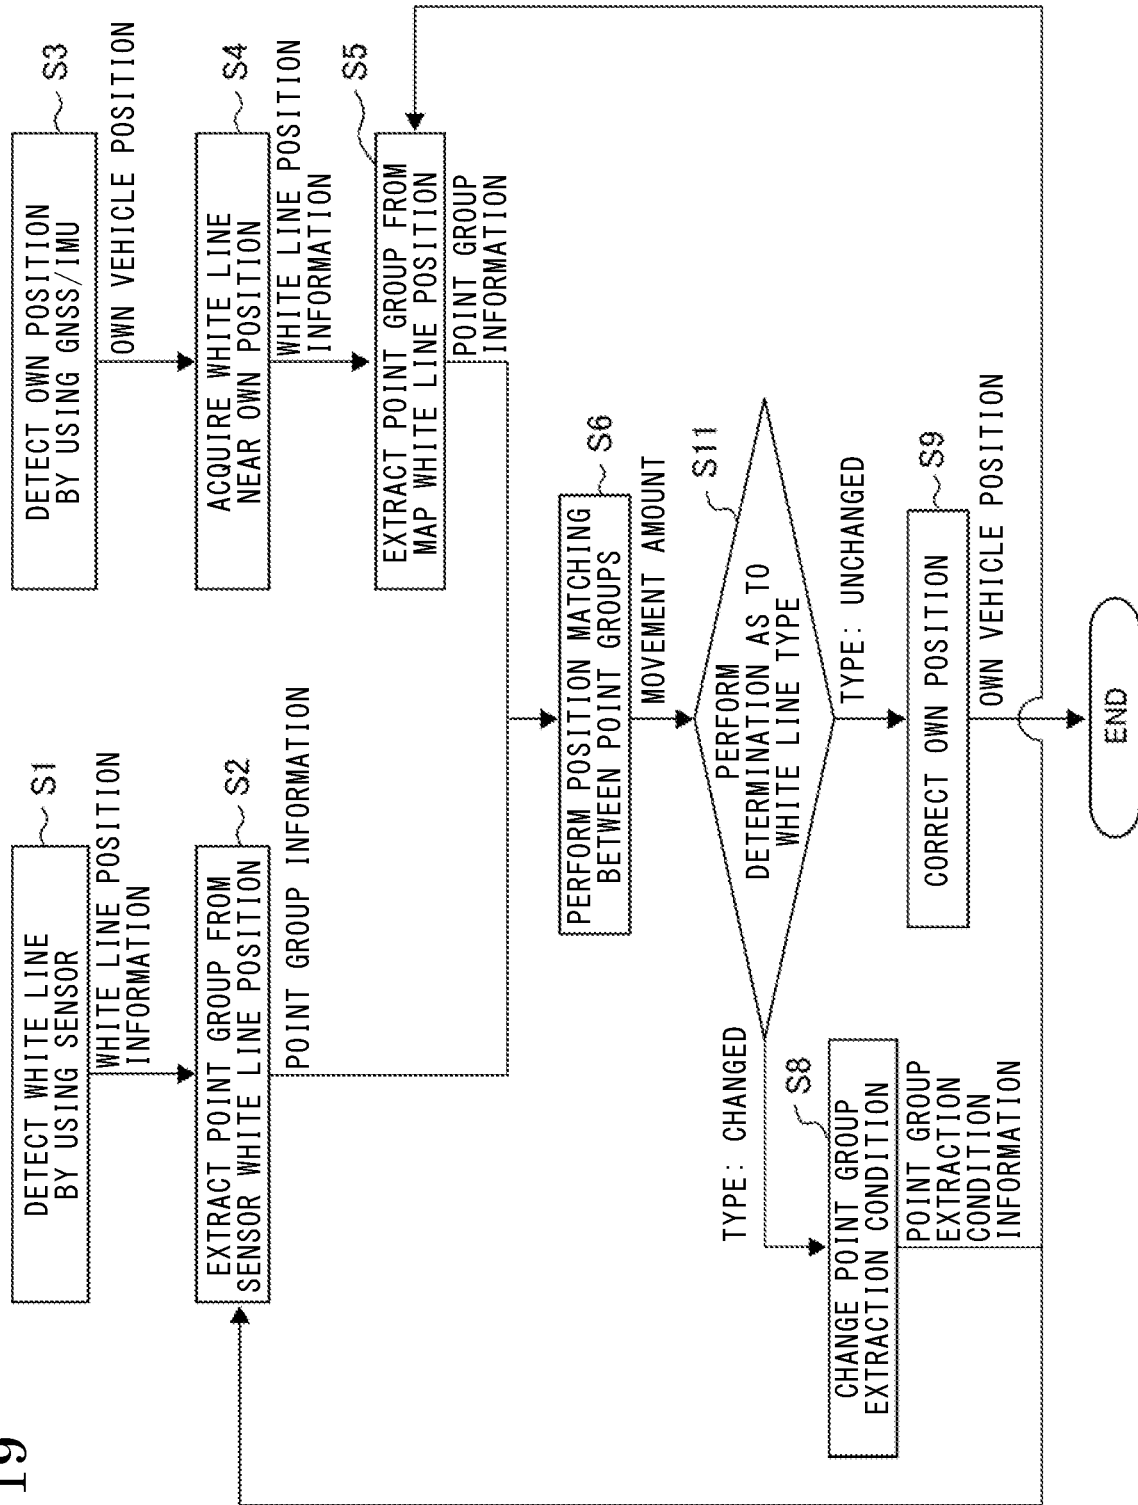 19
DETECT WHITE LINE
BY USING SENSOR
S1
WHITE LINE POSITION
INFORMATION
EXTRACT POINT GROUP FROM
SENSOR WHITE LINE POSITION
S2
POINT GROUP INFORMATION
DETECT OWN POSITION
BY USING GNSS/IMU
S3
OWN VEHICLE POSITION
ACQUIRE WHITE LINE
NEAR OWN POSITION
S4
WHITE LINE POSITION
INFORMATION
S5
EXTRACT POINT GROUP FROM
MAP WHITE LINE POSITION
POINT GROUP
INFORMATION
PERFORM POSITION MATCHING
BETWEEN POINT GROUPS
S6
MOVEMENT AMOUNT
S11
PERFORM
DETERMINATION AS TO
WHITE LINE TYPE
TYPE: CHANGED
TYPE: UNCHANGED
S8
CHANGE POINT GROUP
EXTRACTION CONDITION
POINT GROUP
EXTRACTION
CONDITION
INFORMATION
CORRECT OWN POSITION
S9
OWN VEHICLE POSITION
END